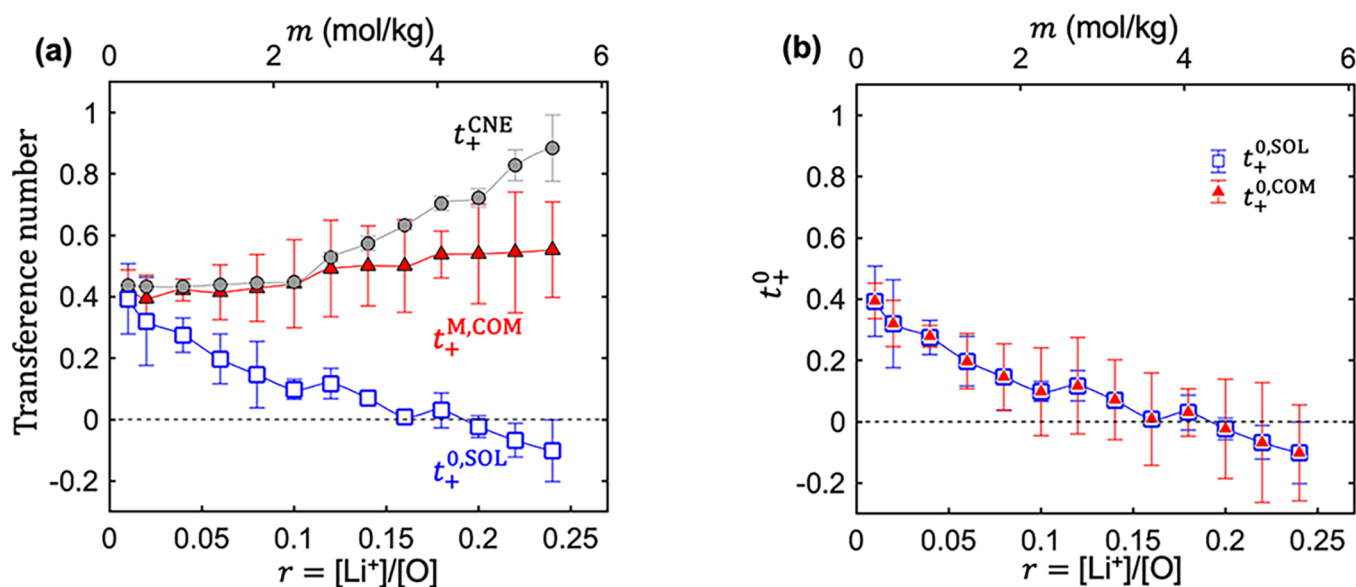 (a)
m (mol/kg)
0 2 4 6
Transference number
1
0.8
0.6
0.4
0.2
0
-0.2
t₊^CNE
t₊^M,COM
t₊^0,SOL
0 0.05 0.1 0.15 0.2 0.25
r = [Li⁺]/[O]
(b)
m (mol/kg)
0 2 4 6
t₊^0
1
0.8
0.6
0.4
0.2
0
-0.2
t₊^0,SOL
t₊^0,COM
0 0.05 0.1 0.15 0.2 0.25
r = [Li⁺]/[O]